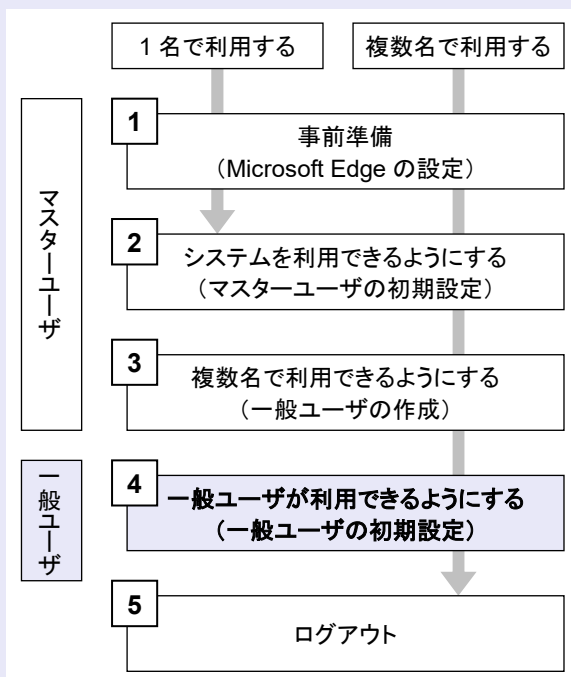 1 名で利用する
複数名で利用する
マスターユーザ
1
事前準備
（Microsoft Edge の設定）
2
システムを利用できるようにする
（マスターユーザの初期設定）
3
複数名で利用できるようにする
（一般ユーザの作成）
一般ユーザ
4
一般ユーザが利用できるようにする
（一般ユーザの初期設定）
5
ログアウト